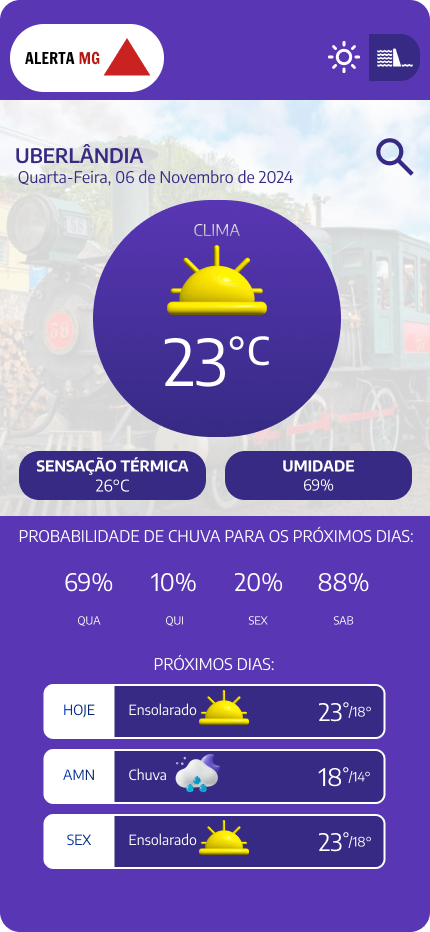 ALERTA MG
UBERLÂNDIA
Quarta-Feira, 06 de Novembro de 2024
58
CLIMA
23°C
SENSAÇÃO TÉRMICA
26°C
UMIDADE
69%
PROBABILIDADE DE CHUVA PARA OS PRÓXIMOS DIAS:
69% 10% 20% 88%
QUA QUI SEX SAB
PRÓXIMOS DIAS:
HOJE Ensolarado 23°/18°
AMN Chuva 18°/14°
SEX Ensolarado 23°/18°